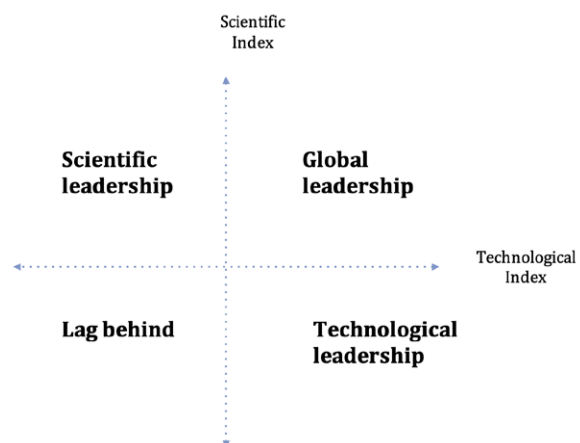 Scientific
Index
Scientific
leadership
Global
leadership
Technological
Index
Lag behind
Technological
leadership